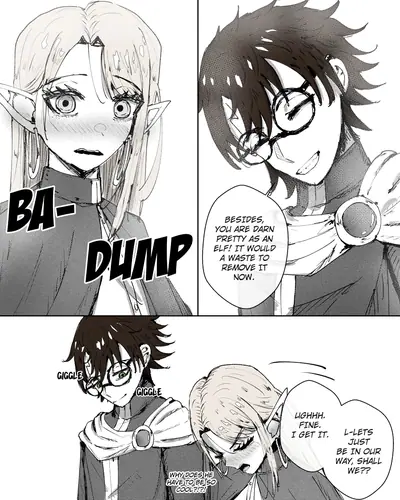 BA-
DUMP
BESIDES,
YOU ARE DARN
PRETTY AS AN
ELF! IT WOULD
A WASTE TO
REMOVE IT
NOW.
GIGGLE
GIGGLE
UGHHH.
FINE.
I GET IT.
L-LETS
JUST
BE IN
OUR WAY,
SHALL
WE??
WHY DOES HE
HAVE TO BE SO
COOL?!?!